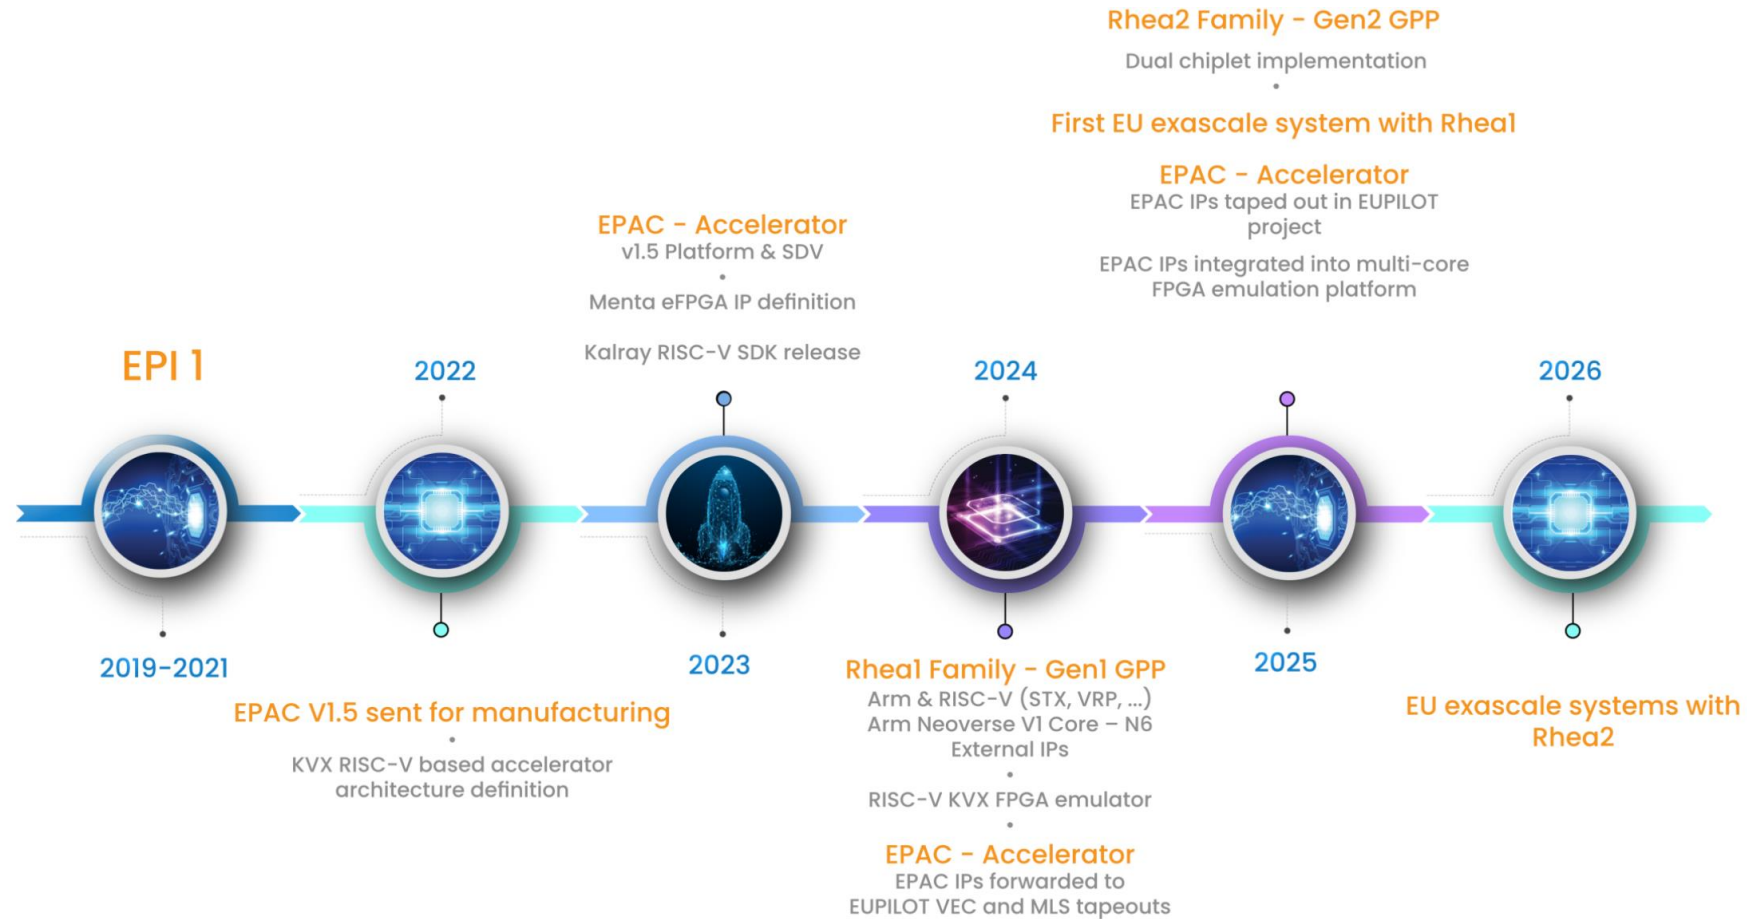 EPI 1
2019-2021
2022
EPAC V1.5 sent for manufacturing
KVX RISC-V based accelerator
architecture definition
EPAC - Accelerator
v1.5 Platform & SDV
Menta eFPGA IP definition
Kalray RISC-V SDK release
2023
2024
Rhea1 Family - Gen1 GPP
Arm & RISC-V (STX, VRP, ...)
Arm Neoverse V1 Core – N6
External IPs
RISC-V KVX FPGA emulator
EPAC - Accelerator
EPAC IPs forwarded to
EUPILOT VEC and MLS tapeouts
Rhea2 Family - Gen2 GPP
Dual chiplet implementation
First EU exascale system with Rhea1
EPAC - Accelerator
EPAC IPs taped out in EUPILOT
project
EPAC IPs integrated into multi-core
FPGA emulation platform
2025
2026
EU exascale systems with
Rhea2